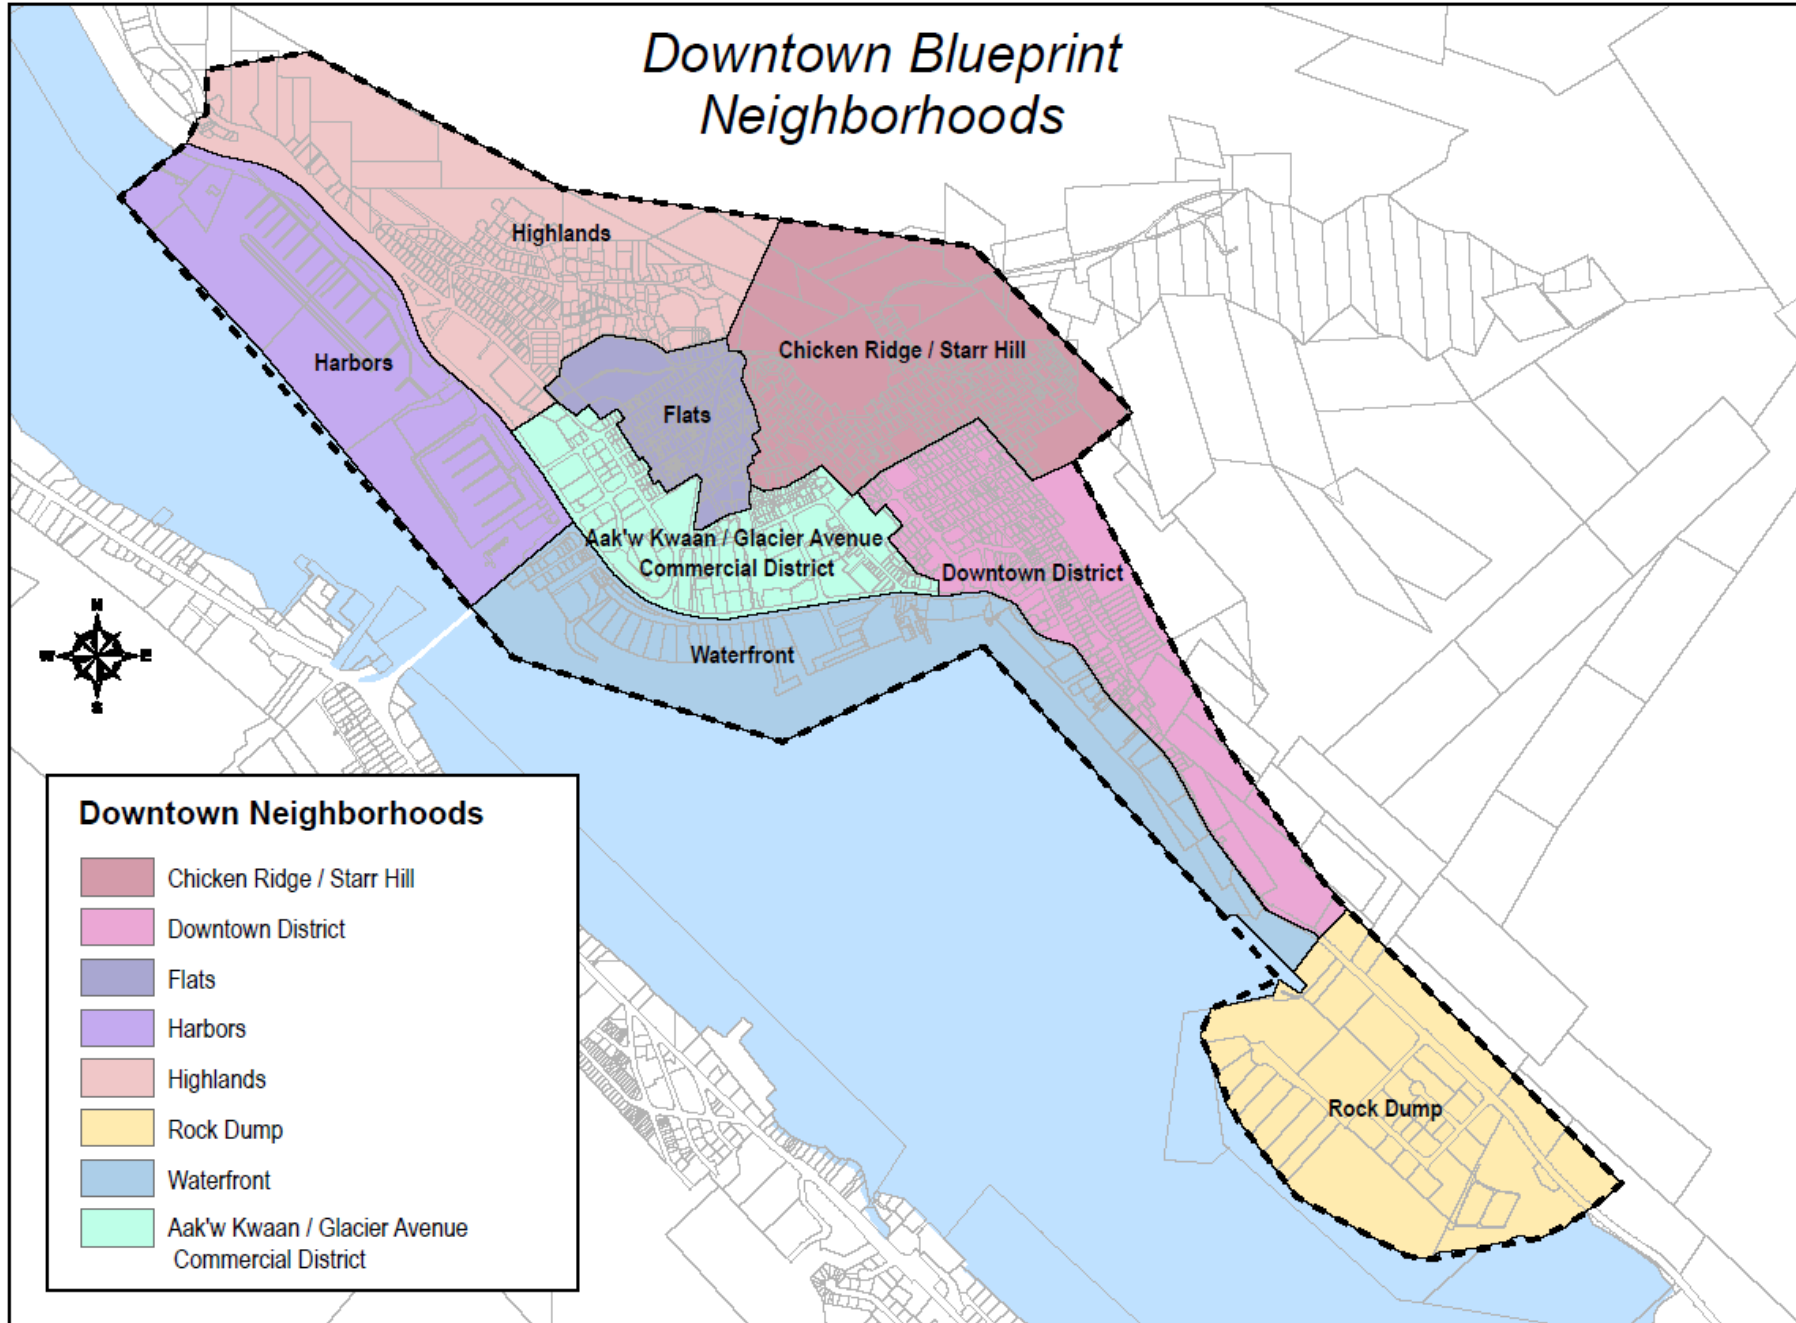 Downtown Blueprint
Neighborhoods
Highlands
Harbors
Chicken Ridge / Starr Hill
Flats
Aak'w Kwaan / Glacier Avenue
Commercial District
Downtown District
Waterfront
N
W
E
S
Rock Dump
Downtown Neighborhoods
Chicken Ridge / Starr Hill
Downtown District
Flats
Harbors
Highlands
Rock Dump
Waterfront
Aak'w Kwaan / Glacier Avenue
Commercial District